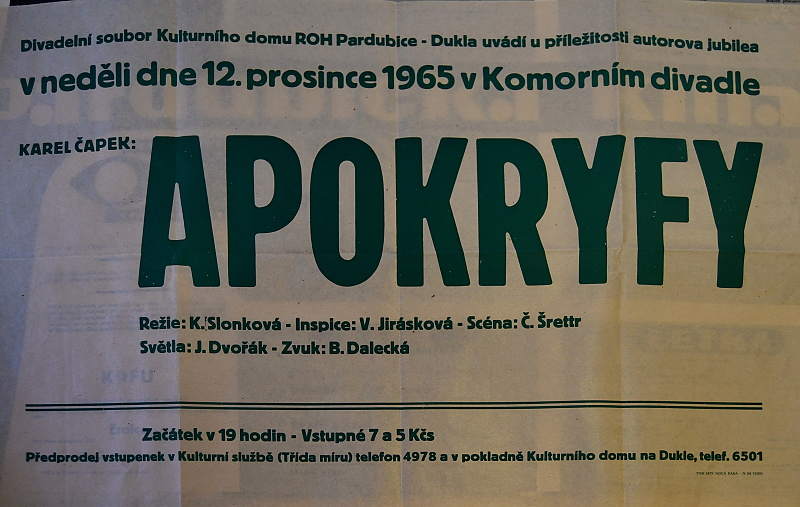 Divadelní soubor Kulturního domu ROH Pardubice - Dukla uvádí u příležitosti autorova jubilea
v neděli dne 12. prosince 1965 v Komorním divadle
KAREL ČAPEK:
APOKRYFY
Režie: K. Slonková - Inspice: V. Jirásková - Scéna: Č. Šrettr
Světla: J. Dvořák - Zvuk: B. Dalecká
Začátek v 19 hodin - Vstupné 7 a 5 Kčs
Předprodej vstupenek v Kulturní službě (Třída míru) telefon 4978 a v pokladně Kulturního domu na Dukle, telef. 6501